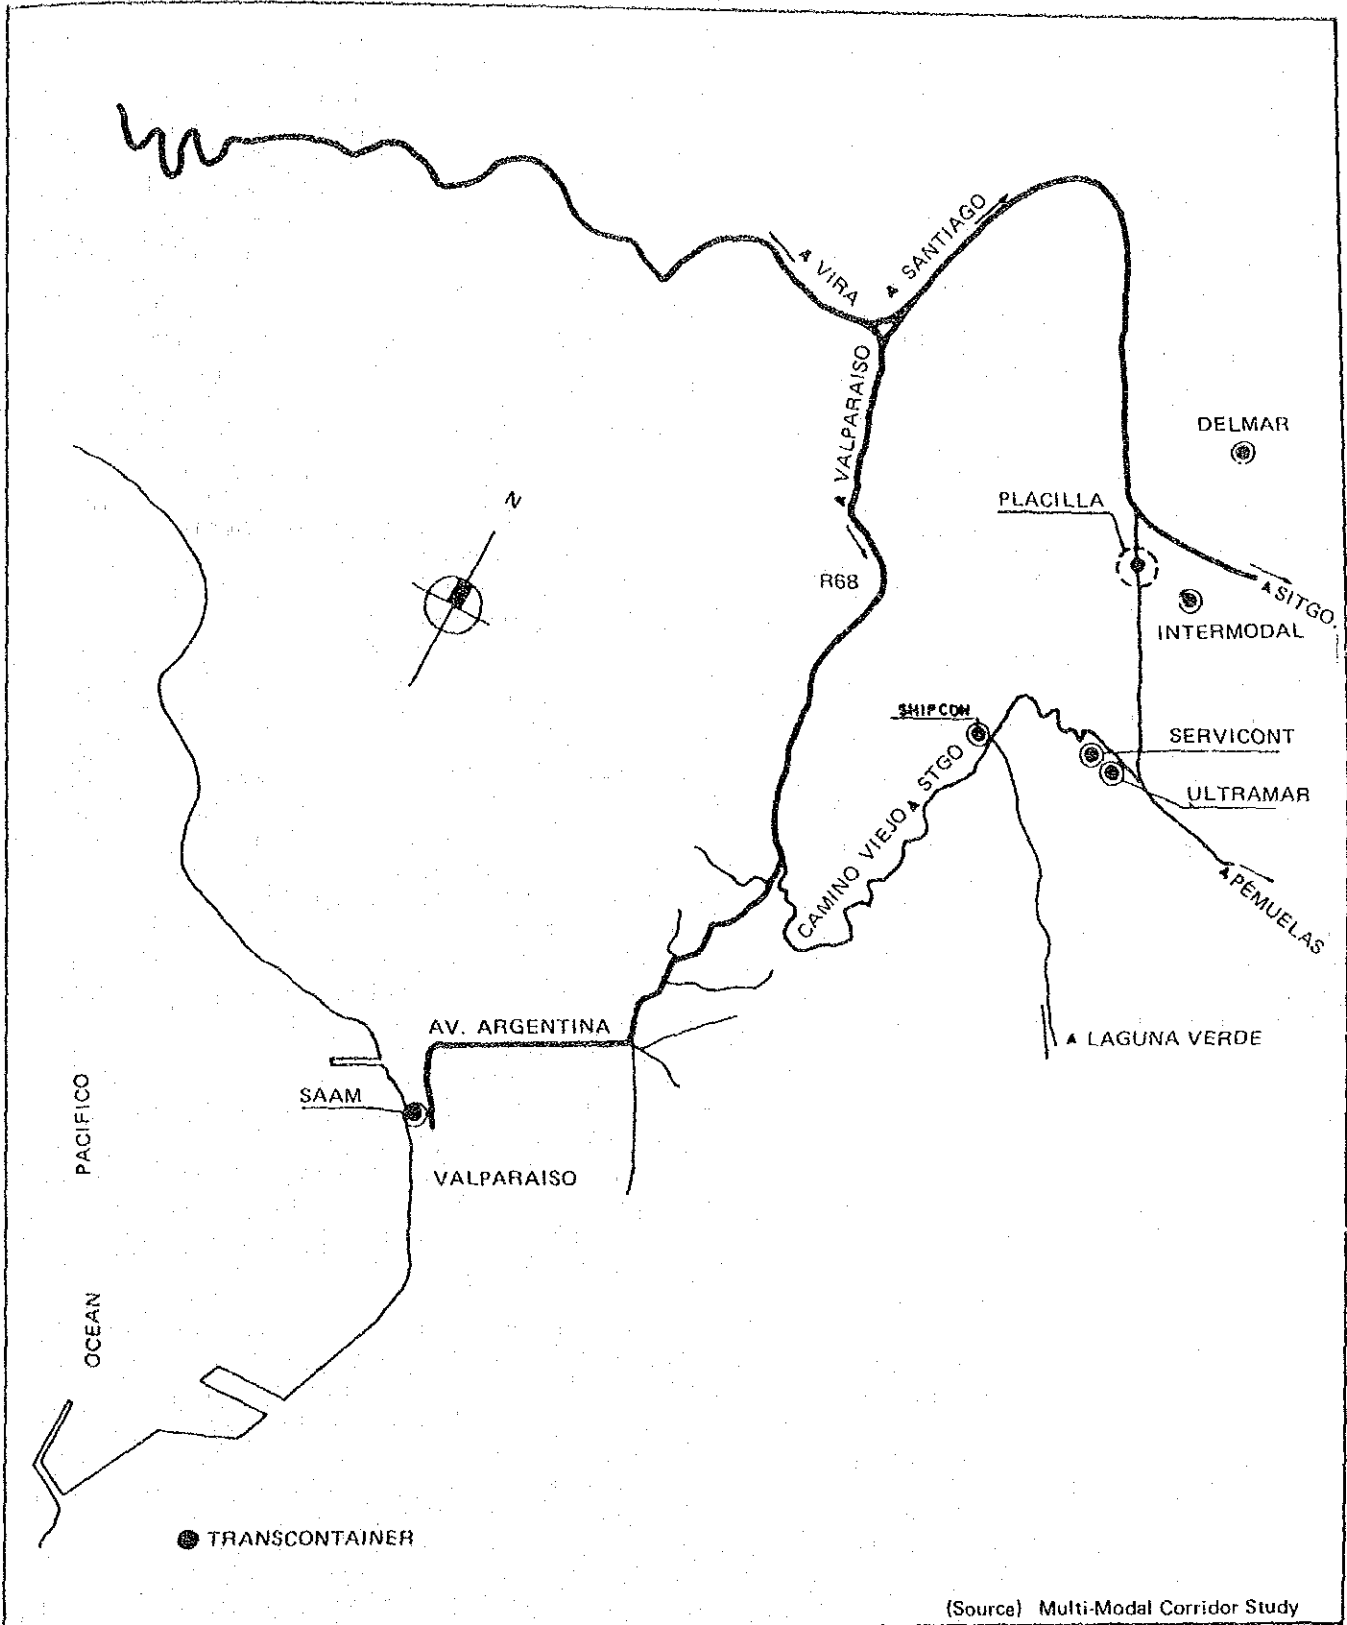 ▲ VIRA
▲ SANTIAGO
▲ VALPARAISO
DELMAR
PLACILLA
N
R68
▲ SITGO.
INTERMODAL
SHIPCON
SERVICONT
ULTRAMAR
CAMINO VIEJO ▲ STGO
▲ PEMUELAS
AV. ARGENTINA
▲ LAGUNA VERDE
SAAM
PACIFICO
VALPARAISO
OCEAN
TRANSCONTAINER
(Source) Multi-Modal Corridor Study